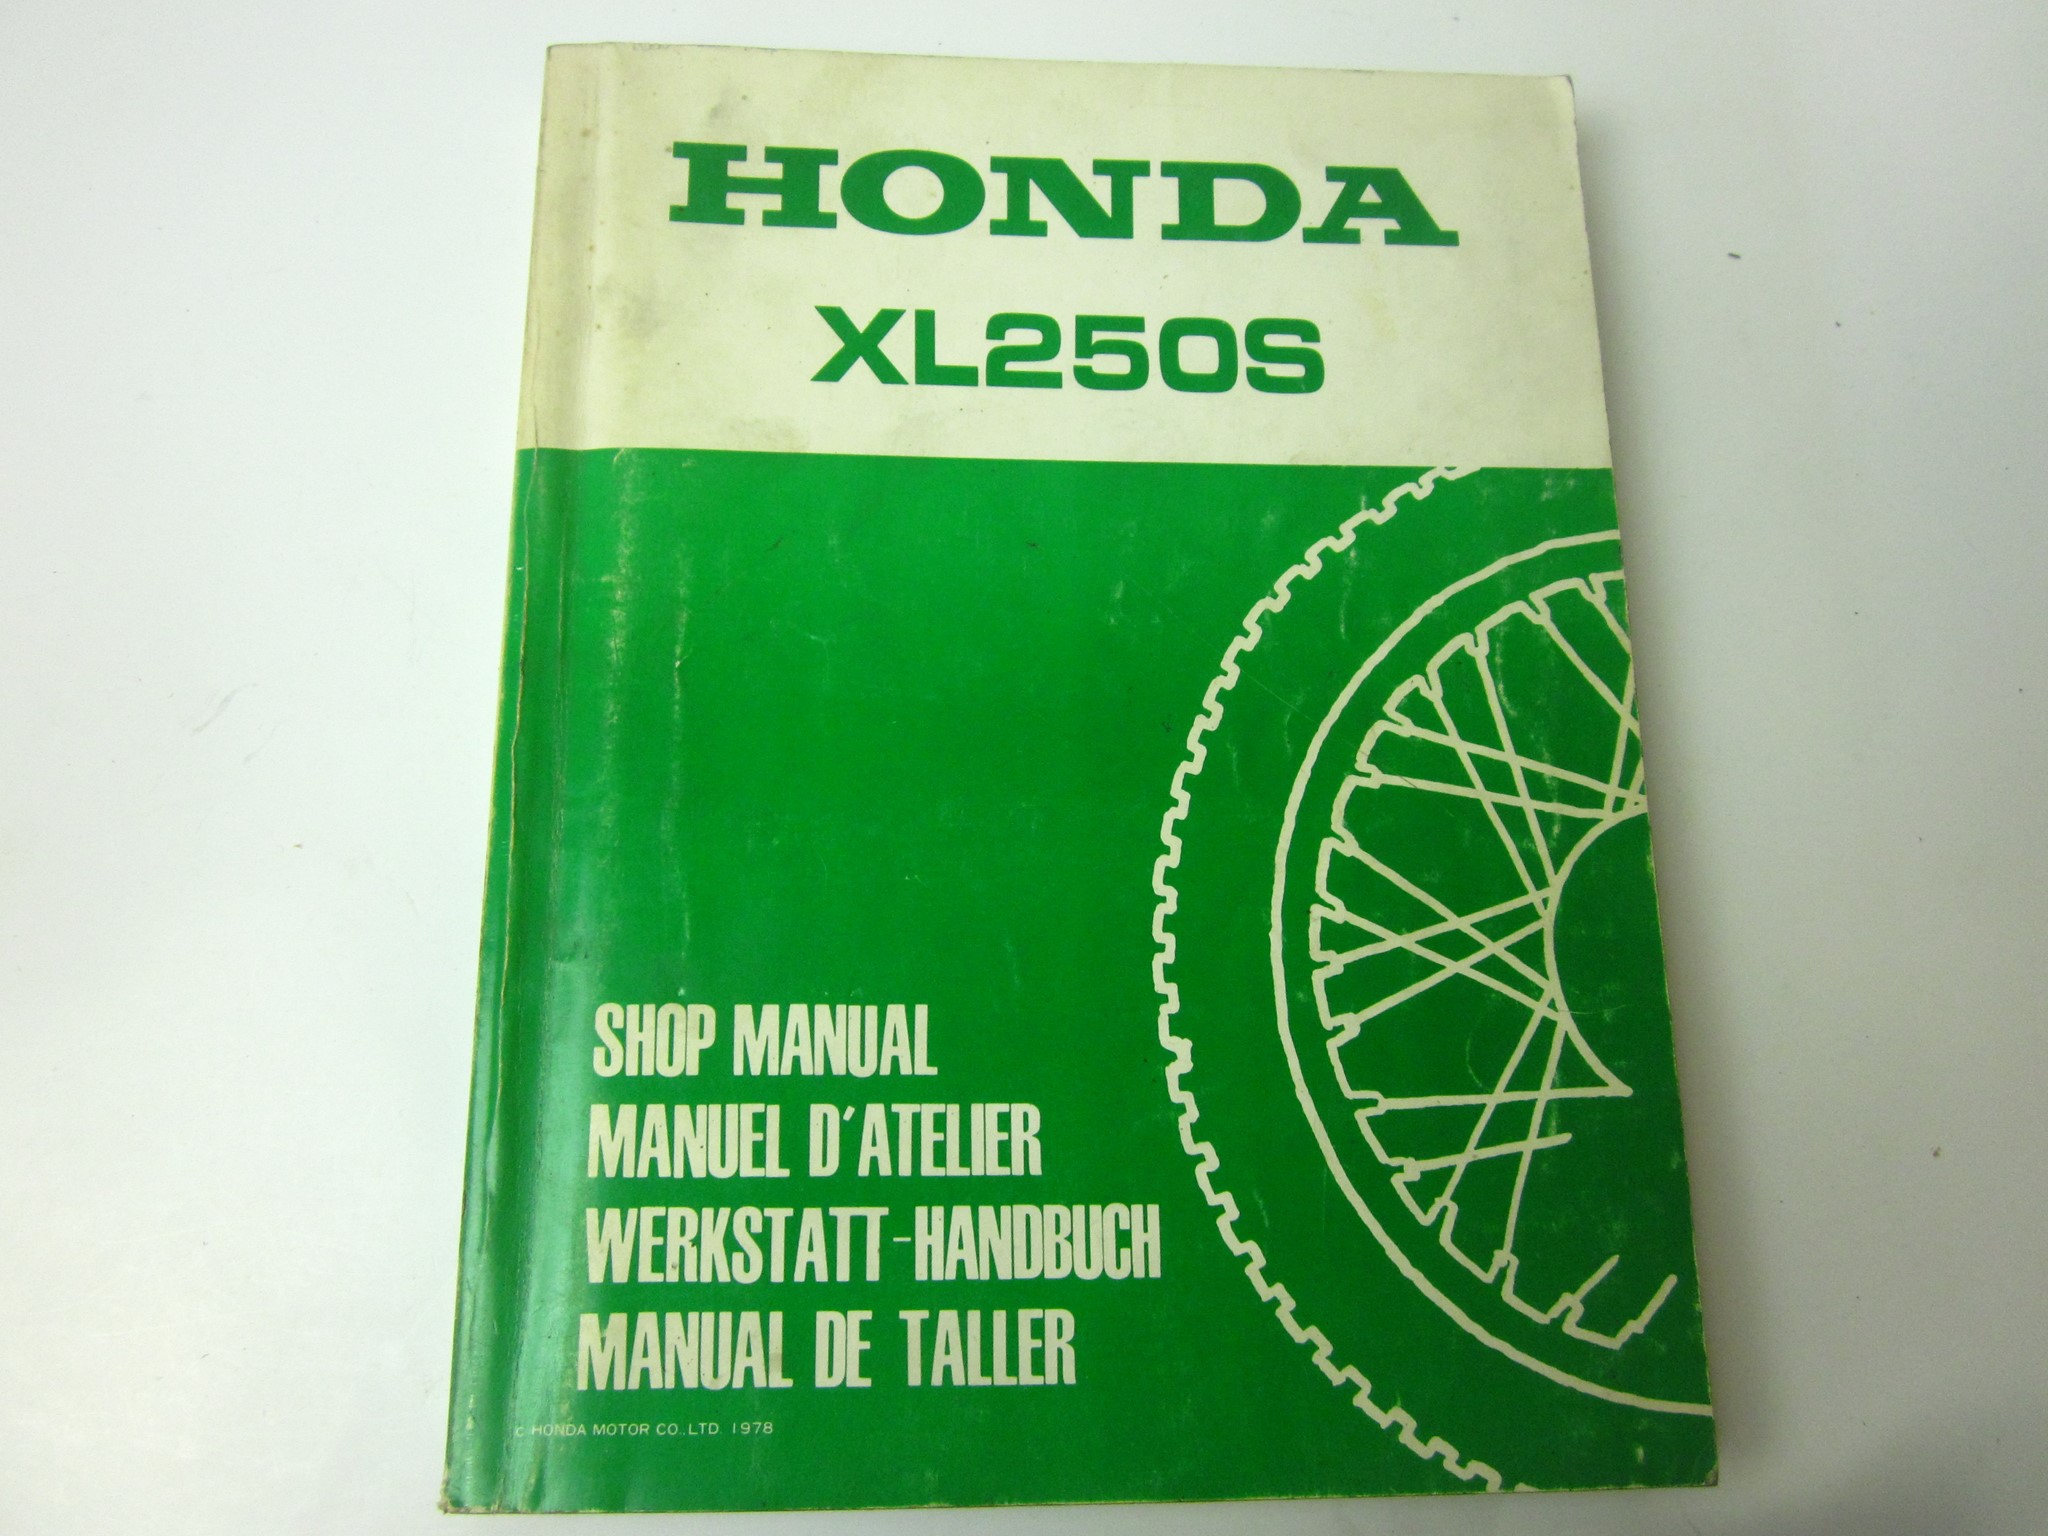 HONDA
XL250S
SHOP MANUAL
MANUEL D'ATELIER
WERKSTATT-HANDBUCH
MANUAL DE TALLER
© HONDA MOTOR CO.,LTD. 1978